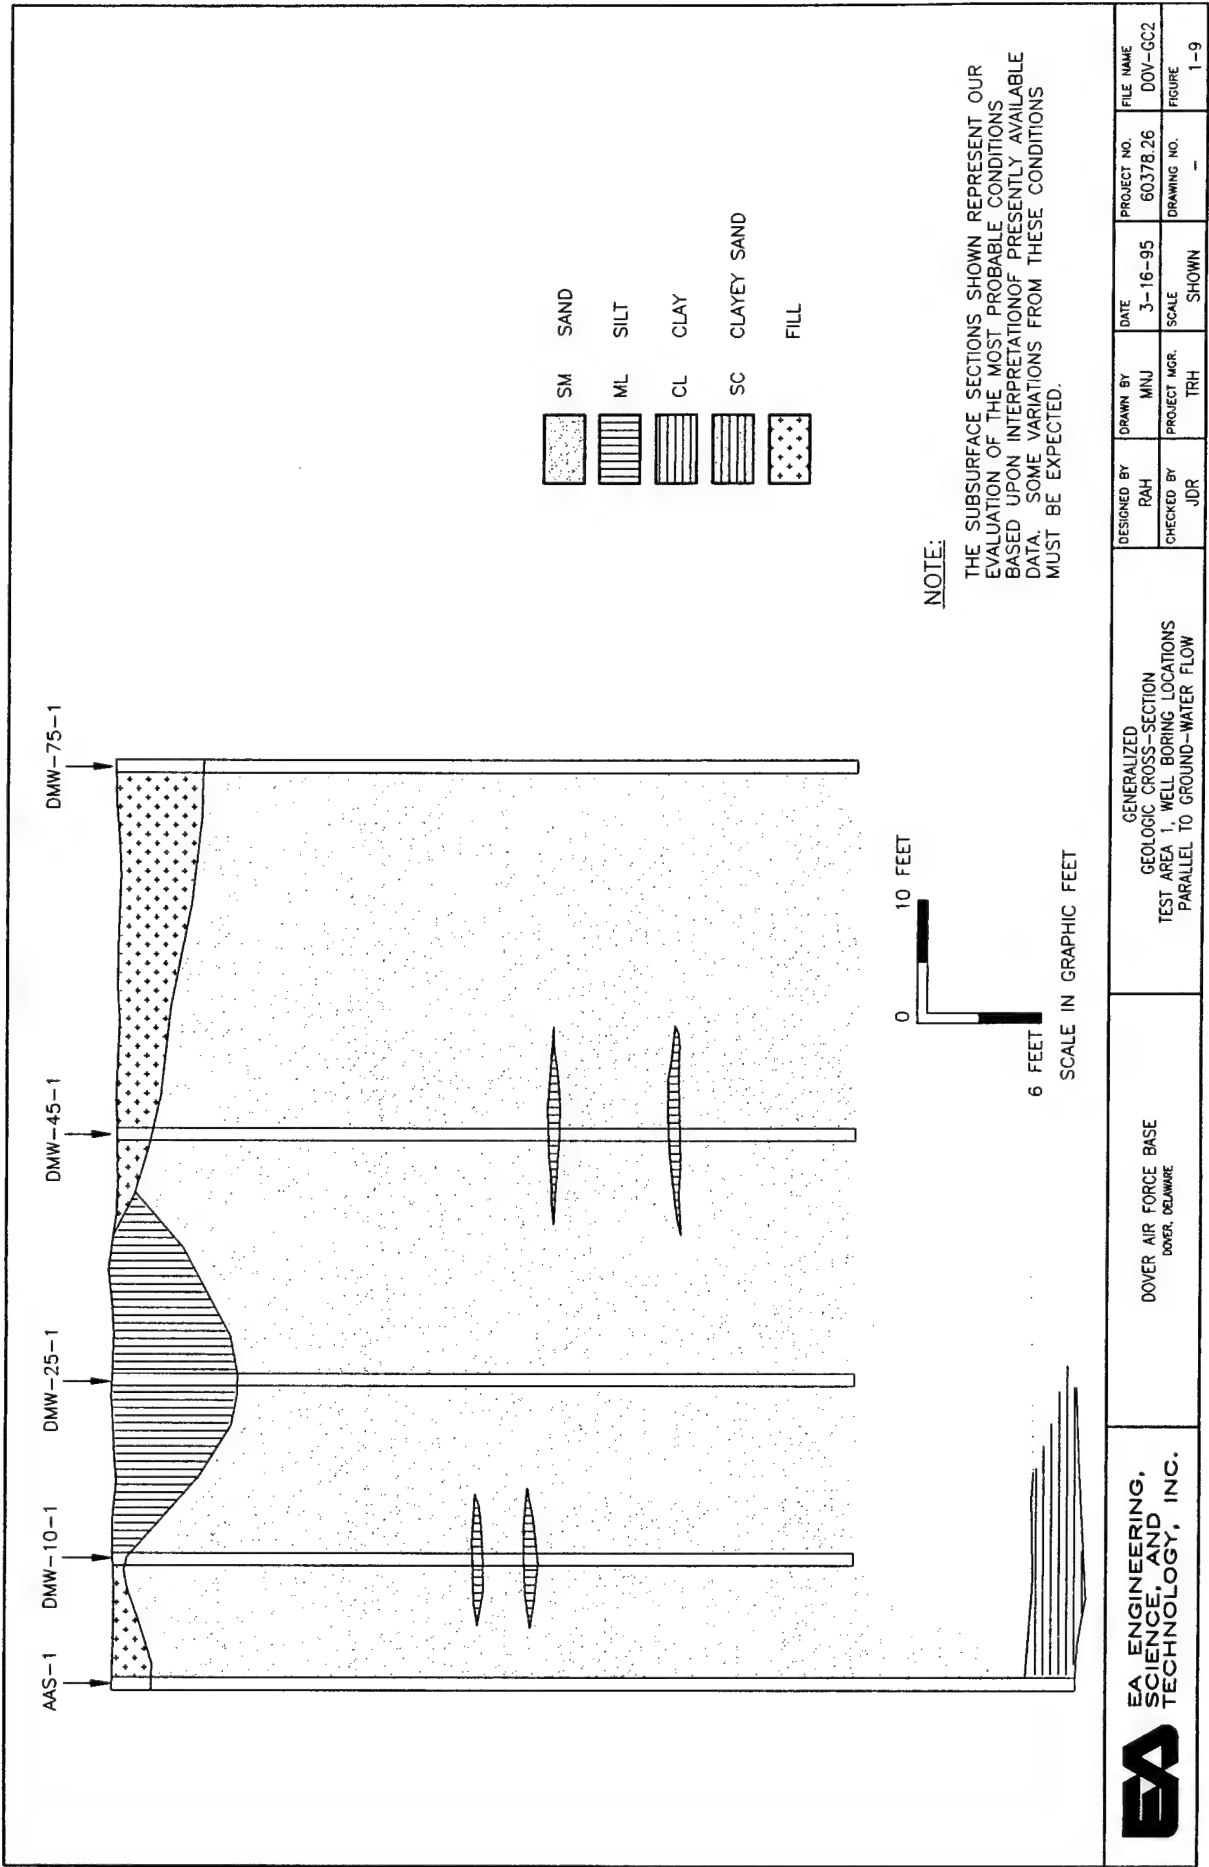 AAS-1
DMW-10-1
DMW-25-1
DMW-45-1
DMW-75-1
SM SAND
ML SILT
CL CLAY
SC CLAYEY SAND
FILL
0 10 FEET
6 FEET
SCALE IN GRAPHIC FEET
NOTE:
THE SUBSURFACE SECTIONS SHOWN REPRESENT OUR
EVALUATION OF THE MOST PROBABLE CONDITIONS
BASED UPON INTERPRETATIONOF PRESENTLY AVAILABLE
DATA. SOME VARIATIONS FROM THESE CONDITIONS
MUST BE EXPECTED.
EA
EA ENGINEERING,
SCIENCE, AND
TECHNOLOGY, INC.
DOVER AIR FORCE BASE
DOVER, DELAWARE
GENERALIZED
GEOLOGIC CROSS-SECTION
TEST AREA 1, WELL BORING LOCATIONS
PARALLEL TO GROUND-WATER FLOW
DESIGNED BY
RAH
DRAWN BY
MNJ
DATE
3-16-95
PROJECT NO.
60378.26
FILE NAME
DOV-GC2
CHECKED BY
JDR
PROJECT MGR.
TRH
SCALE
SHOWN
DRAWING NO.
-
FIGURE
1-9